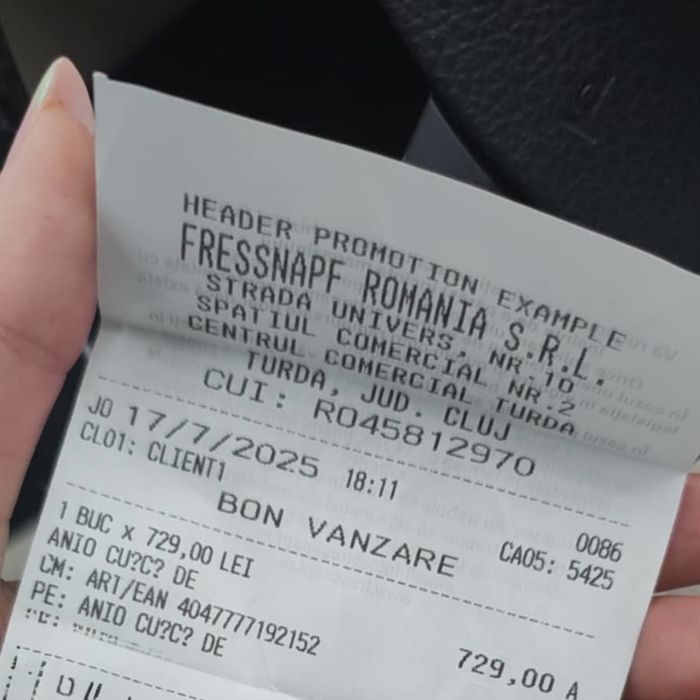 HEADER PROMOTION EXAMPLE
FRESSNAPF ROMANIA S.R.L.
STRADA UNIVERS, NR.10
SPATIUL COMERCIAL NR.2
CENTRUL COMERCIAL TURDA
TURDA, JUD. CLUJ
CUI: RO45812970
JO 17/7/2025 18:11 0086
CL01: CLIENT1 CA05: 5425
BON VANZARE
1 BUC x 729,00 LEI
ANIO CU?C? DE 729,00 A
CM: ART/EAN 4047777192152
PE: ANIO CU?C? DE